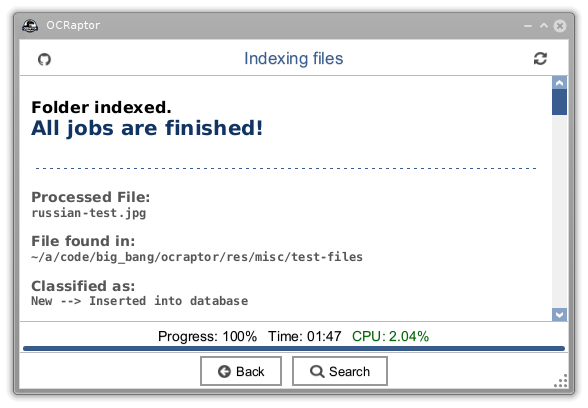 OCRaptor
Indexing files
Folder indexed.
All jobs are finished!
Processed File:
russian-test.jpg
File found in:
~/a/code/big_bang/ocraptor/res/misc/test-files
Classified as:
New --> Inserted into database
Progress: 100% Time: 01:47 CPU: 2.04%
Back Search